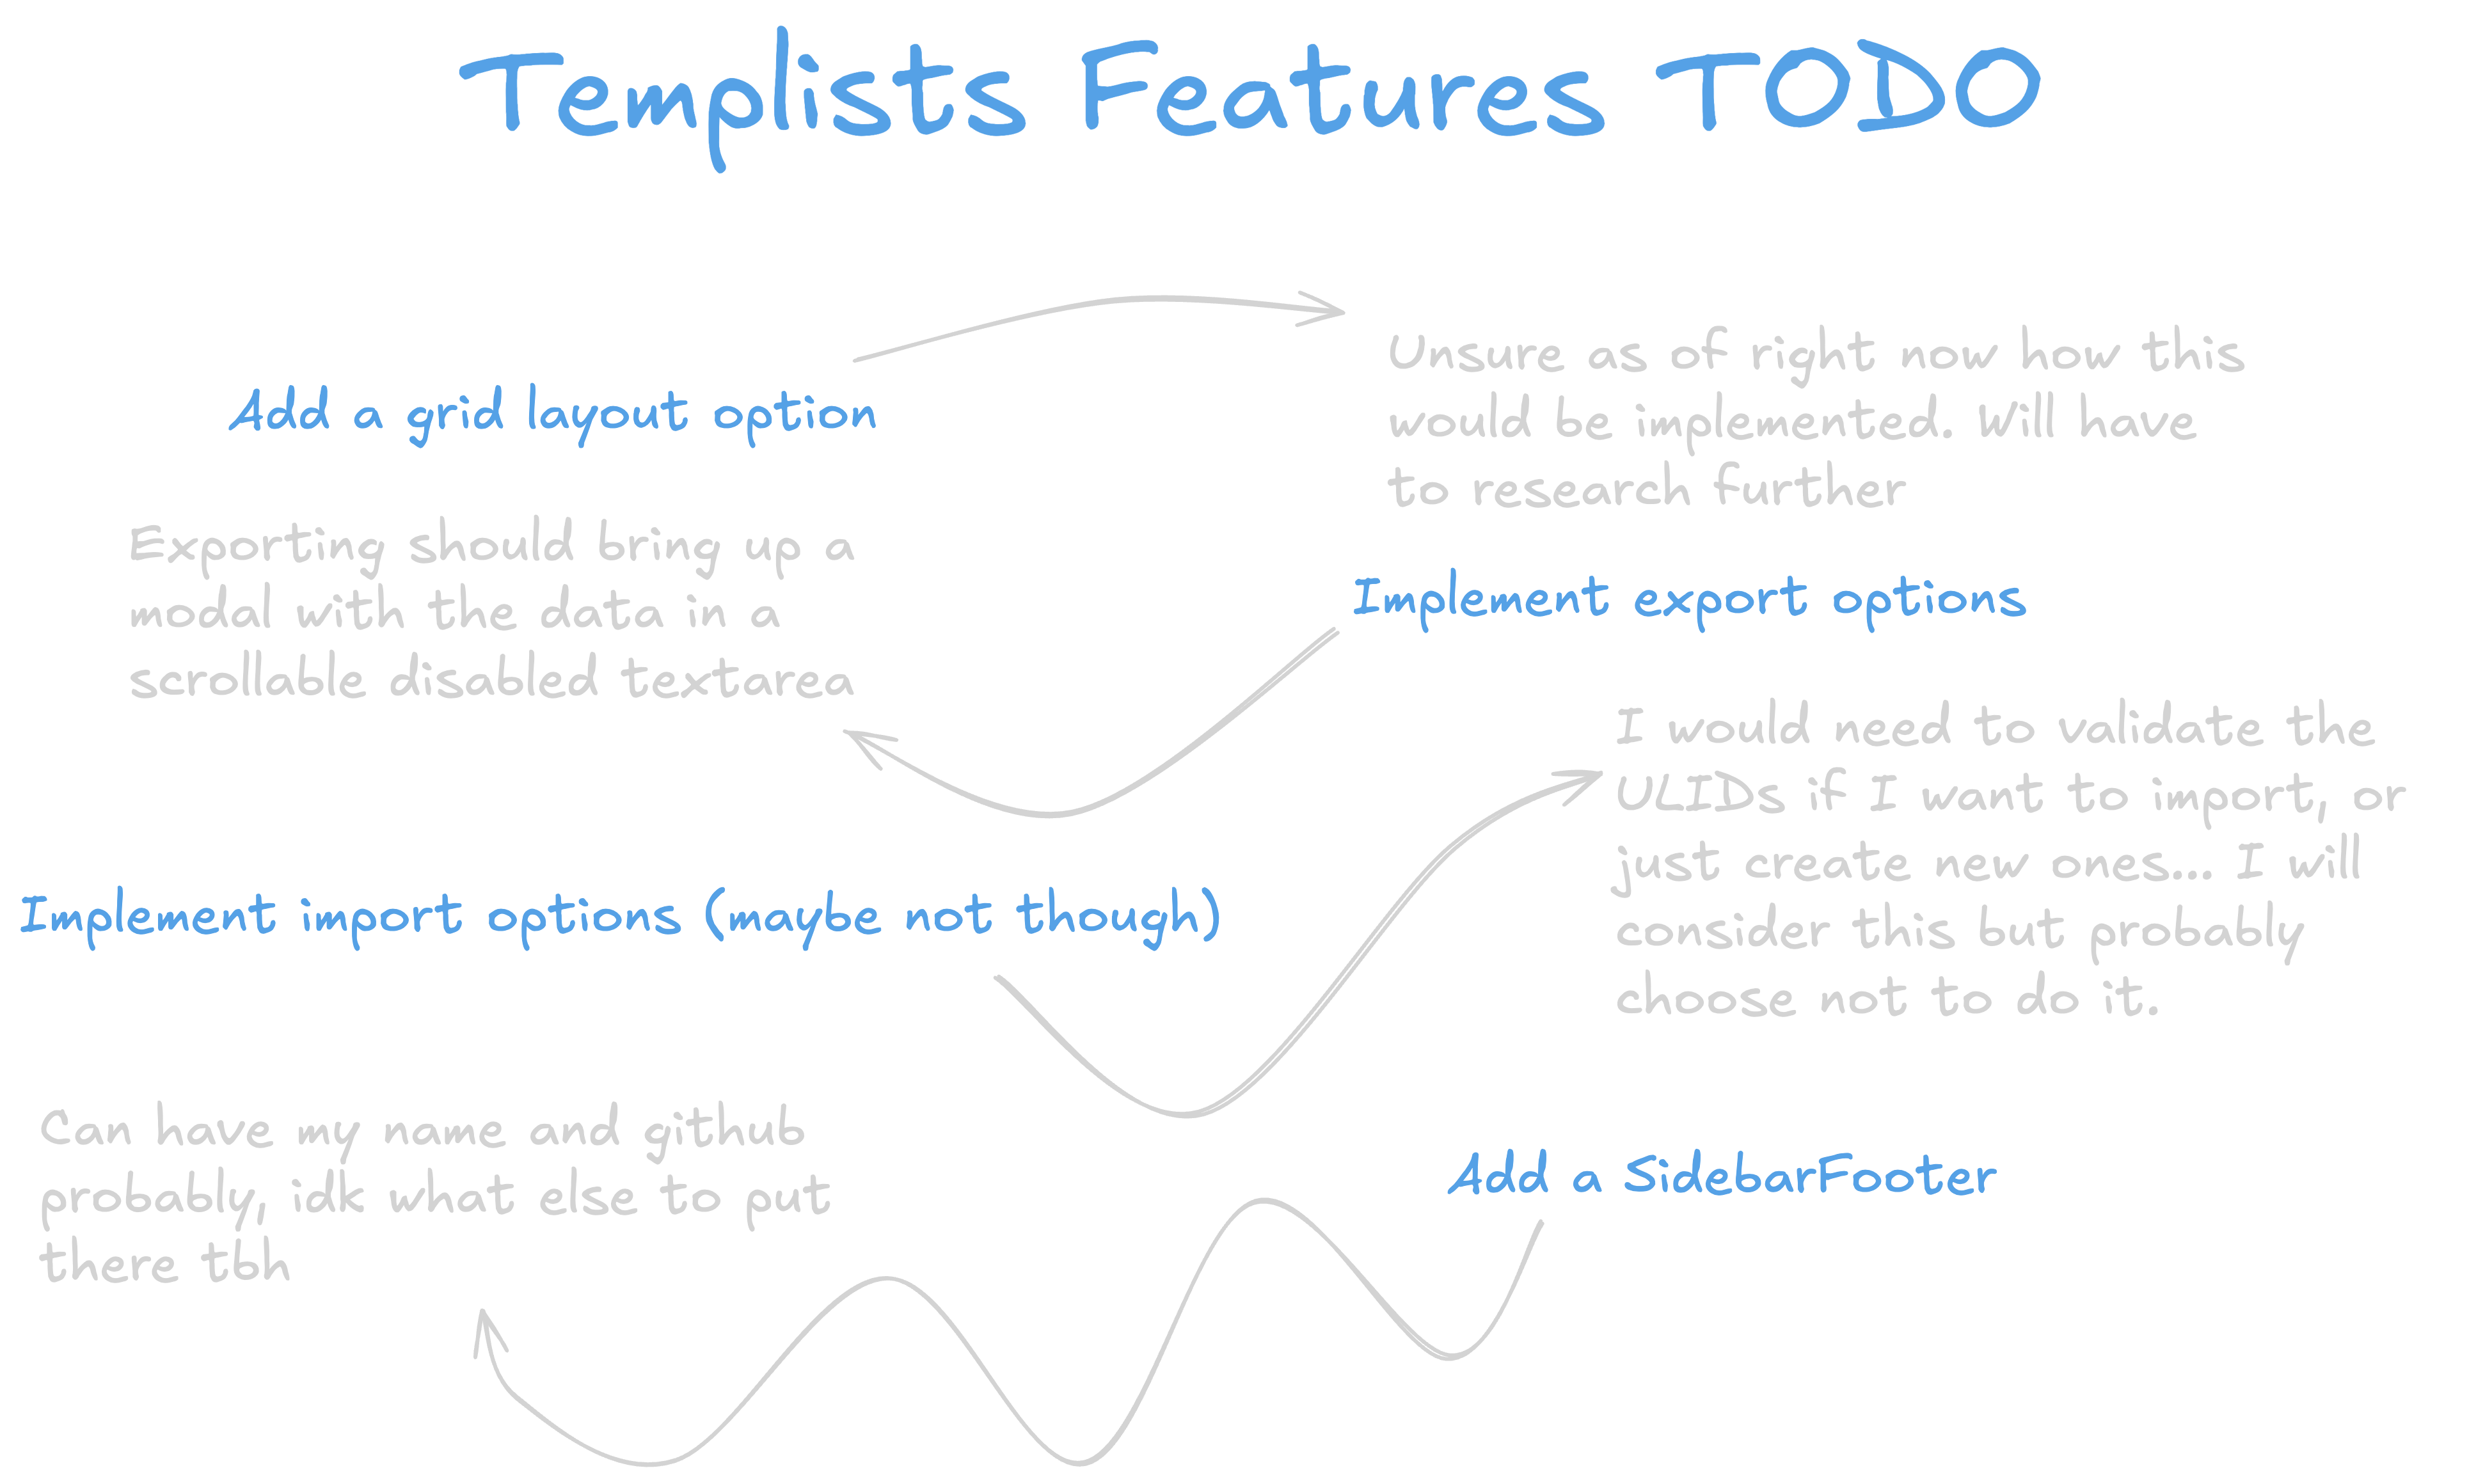 Templists Features TODO
Add a grid layout option
Unsure as of right now how this
would be implemented. Will have
to research further
Implement export options
Exporting should bring up a
modal with the data in a
scrollable disabled textarea
Implement import options (maybe not though)
I would need to validate the
ULIDs if I want to import, or
just create new ones... I will
consider this but probably
choose not to do it.
Add a SidebarFooter
Can have my name and github
probably, idk what else to put
there tbh